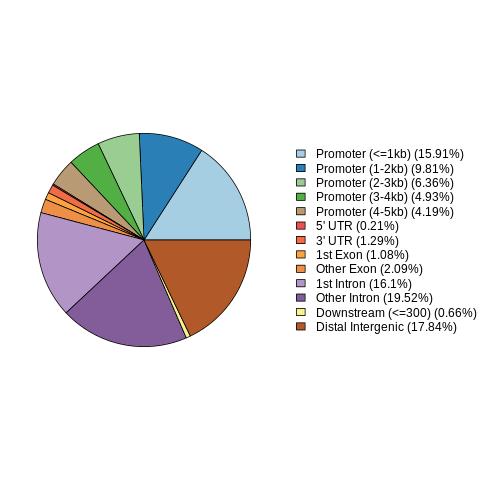 Promoter (<=1kb) (15.91%)
Promoter (1-2kb) (9.81%)
Promoter (2-3kb) (6.36%)
Promoter (3-4kb) (4.93%)
Promoter (4-5kb) (4.19%)
5' UTR (0.21%)
3' UTR (1.29%)
1st Exon (1.08%)
Other Exon (2.09%)
1st Intron (16.1%)
Other Intron (19.52%)
Downstream (<=300) (0.66%)
Distal Intergenic (17.84%)